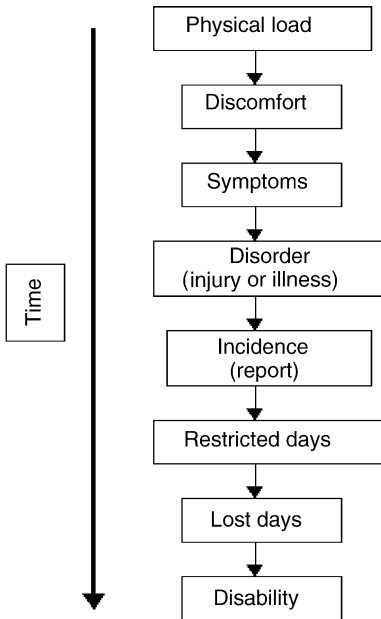 Physical load
Discomfort
Symptoms
Disorder
(injury or illness)
Time
Incidence
(report)
Restricted days
Lost days
Disability